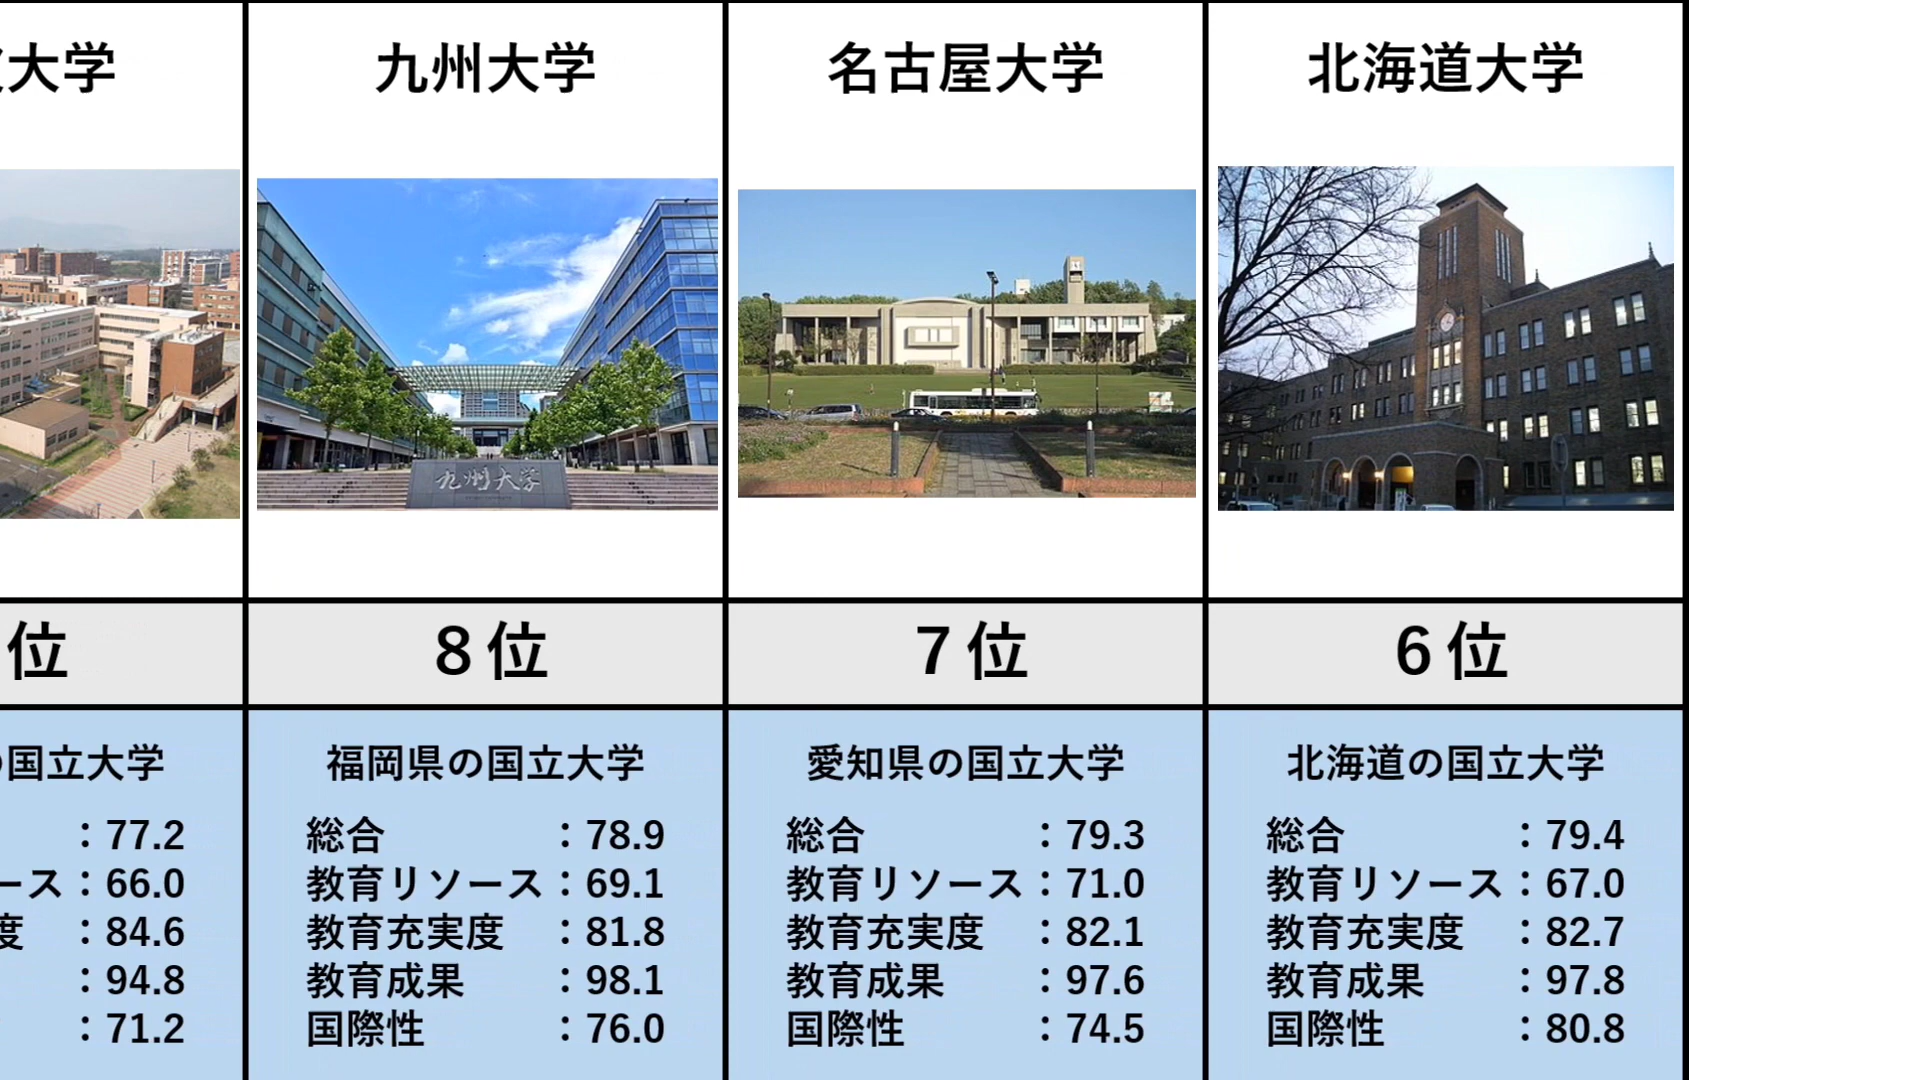 大学
位
の国立大学
：77.2
ース：66.0
度 ：84.6
：94.8
：71.2
九州大学
九州大学
８位
福岡県の国立大学
総合 ：78.9
教育リソース：69.1
教育充実度 ：81.8
教育成果 ：98.1
国際性 ：76.0
名古屋大学
７位
愛知県の国立大学
総合 ：79.3
教育リソース：71.0
教育充実度 ：82.1
教育成果 ：97.6
国際性 ：74.5
北海道大学
６位
北海道の国立大学
総合 ：79.4
教育リソース：67.0
教育充実度 ：82.7
教育成果 ：97.8
国際性 ：80.8